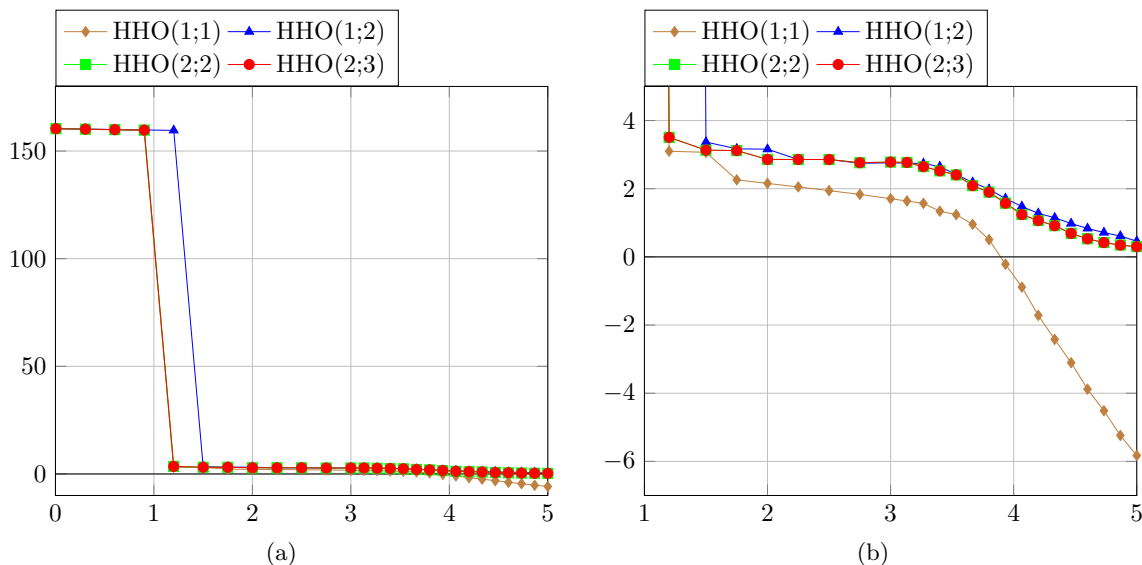 HHO(1;1) HHO(1;2)
HHO(2;2) HHO(2;3)
150
100
50
0
0 1 2 3 4 5
(a)
HHO(1;1) HHO(1;2)
HHO(2;2) HHO(2;3)
4
2
0
−2
−4
−6
1 2 3 4 5
(b)